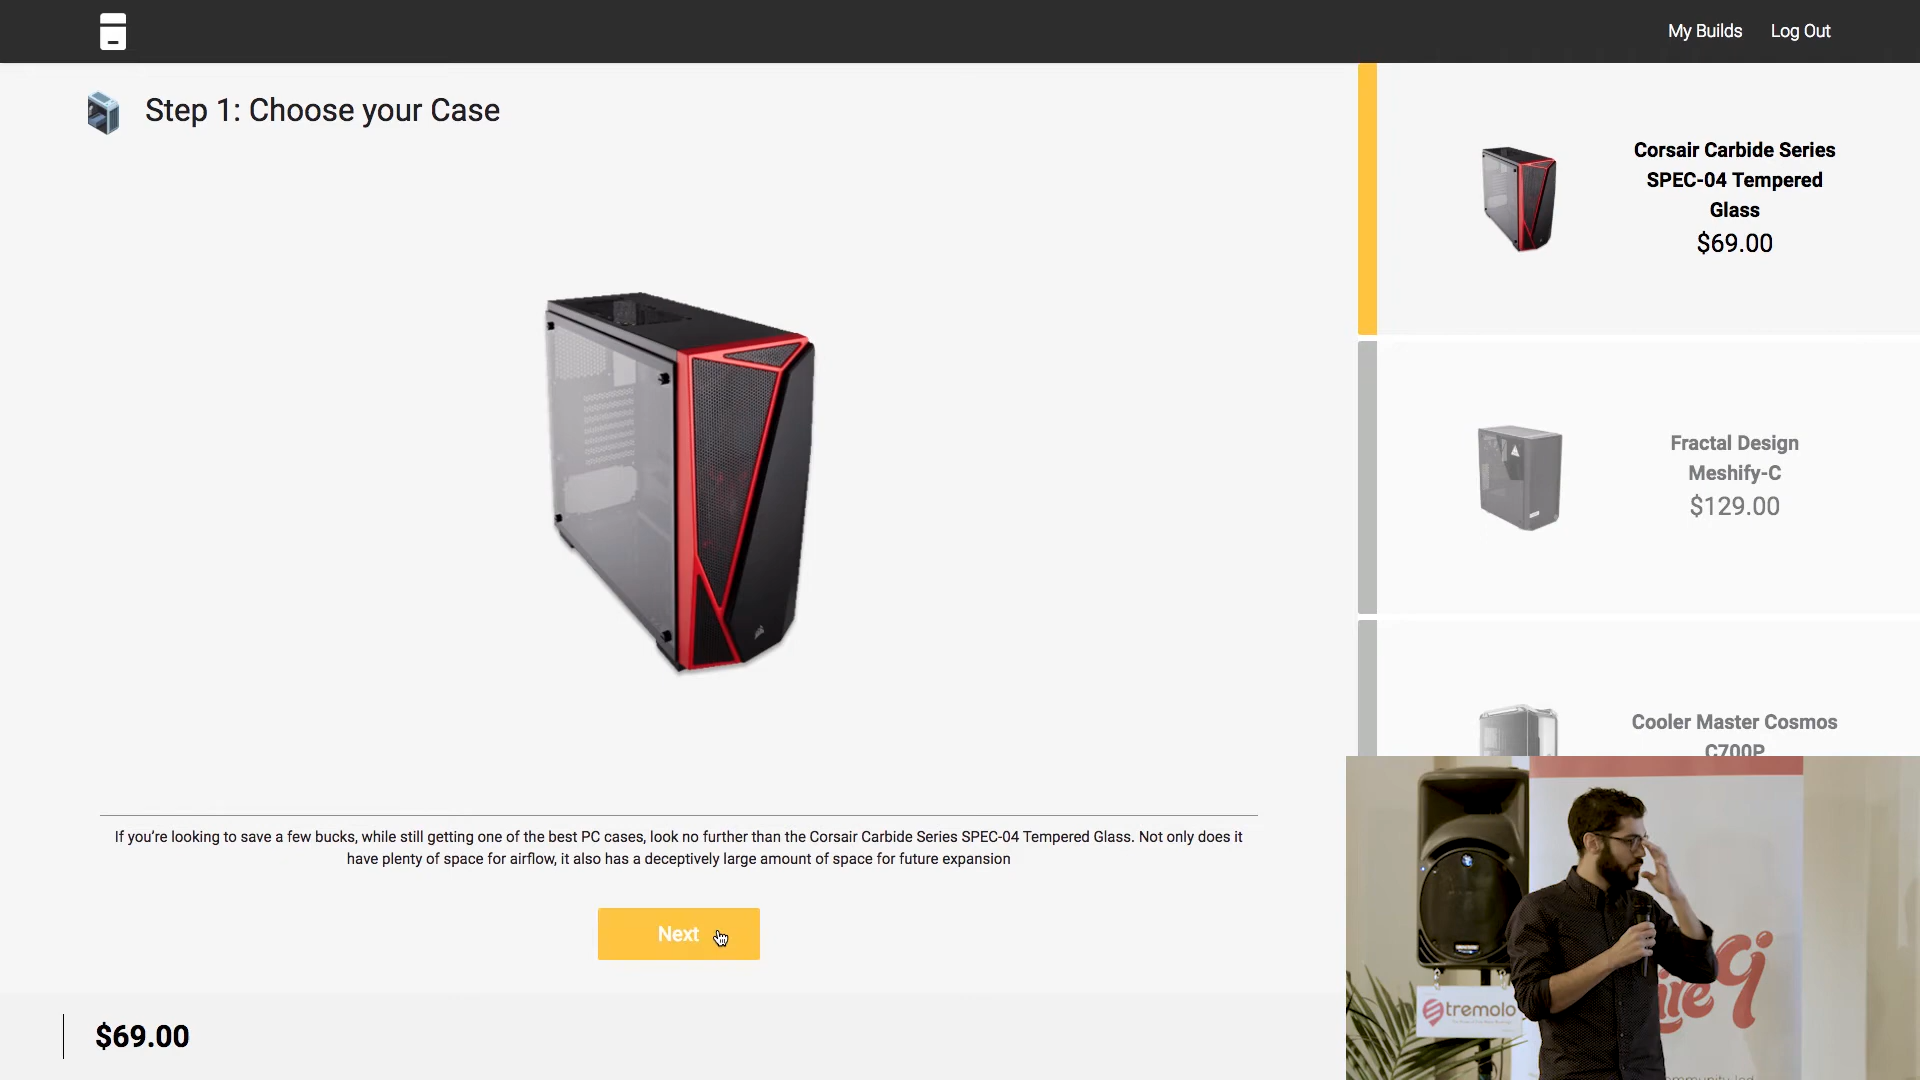 My Builds
Log Out
Step 1: Choose your Case
Corsair Carbide Series
SPEC-04 Tempered
Glass
$69.00
Fractal Design
Meshify-C
$129.00
Cooler Master Cosmos
C700P
If you’re looking to save a few bucks, while still getting one of the best PC cases, look no further than the Corsair Carbide Series SPEC-04 Tempered Glass. Not only does it
have plenty of space for airflow, it also has a deceptively large amount of space for future expansion
Next
$69.00
Stremolo